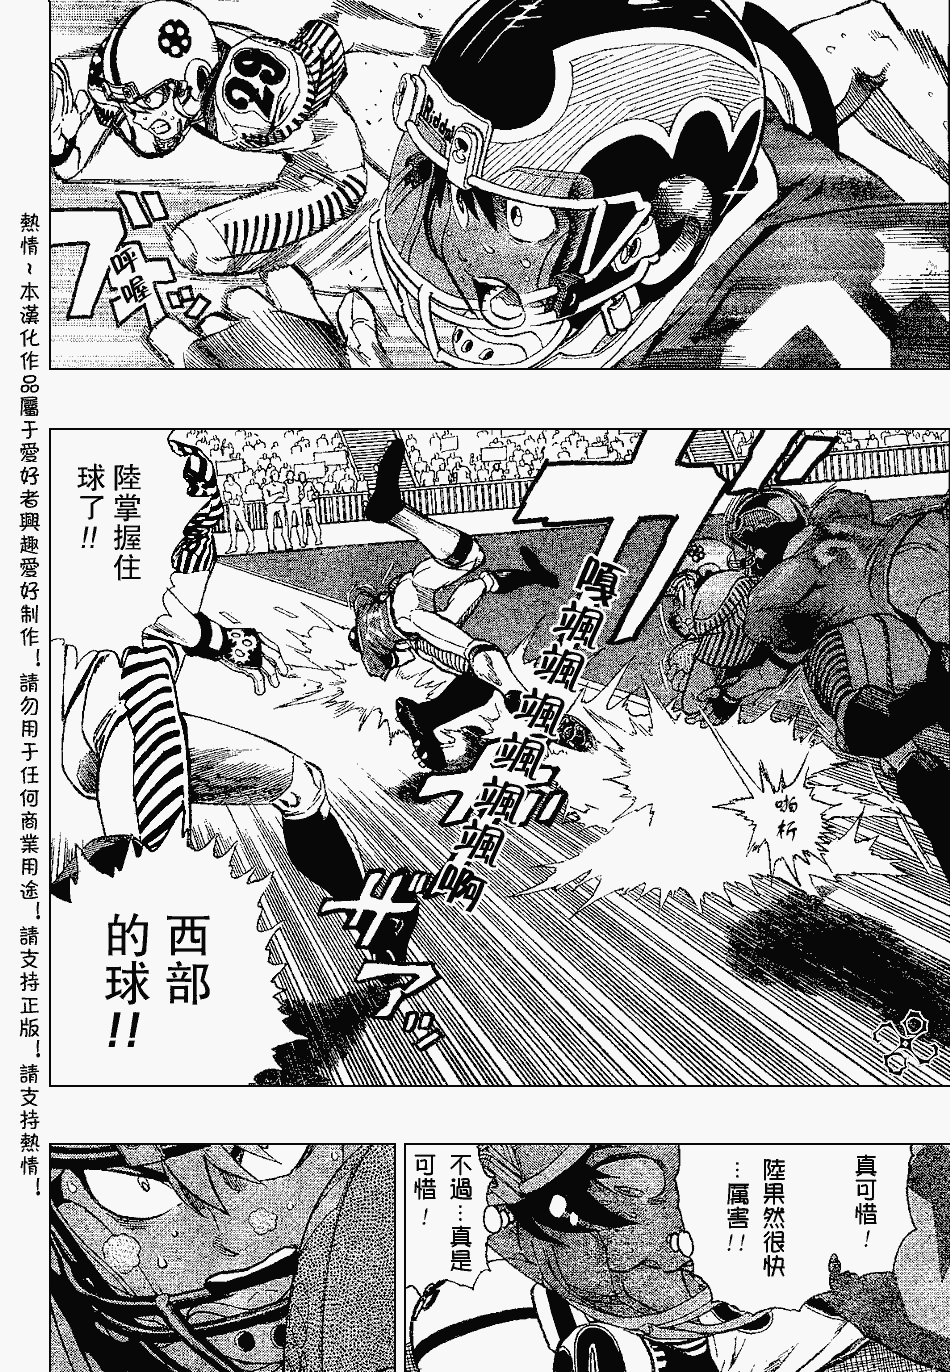 Riddell
29
呼
喔
陸掌握住
球了!!
嘎颯颯颯颯颯颯啊
啪
析
西部
的球!!
真可惜!
陸果然很快
…厲害!!
不過…真是
可惜!
熱情~本漢化作品屬于愛好者興趣愛好制作!請勿用于任何商業用途!請支持正版!請支持熱情!